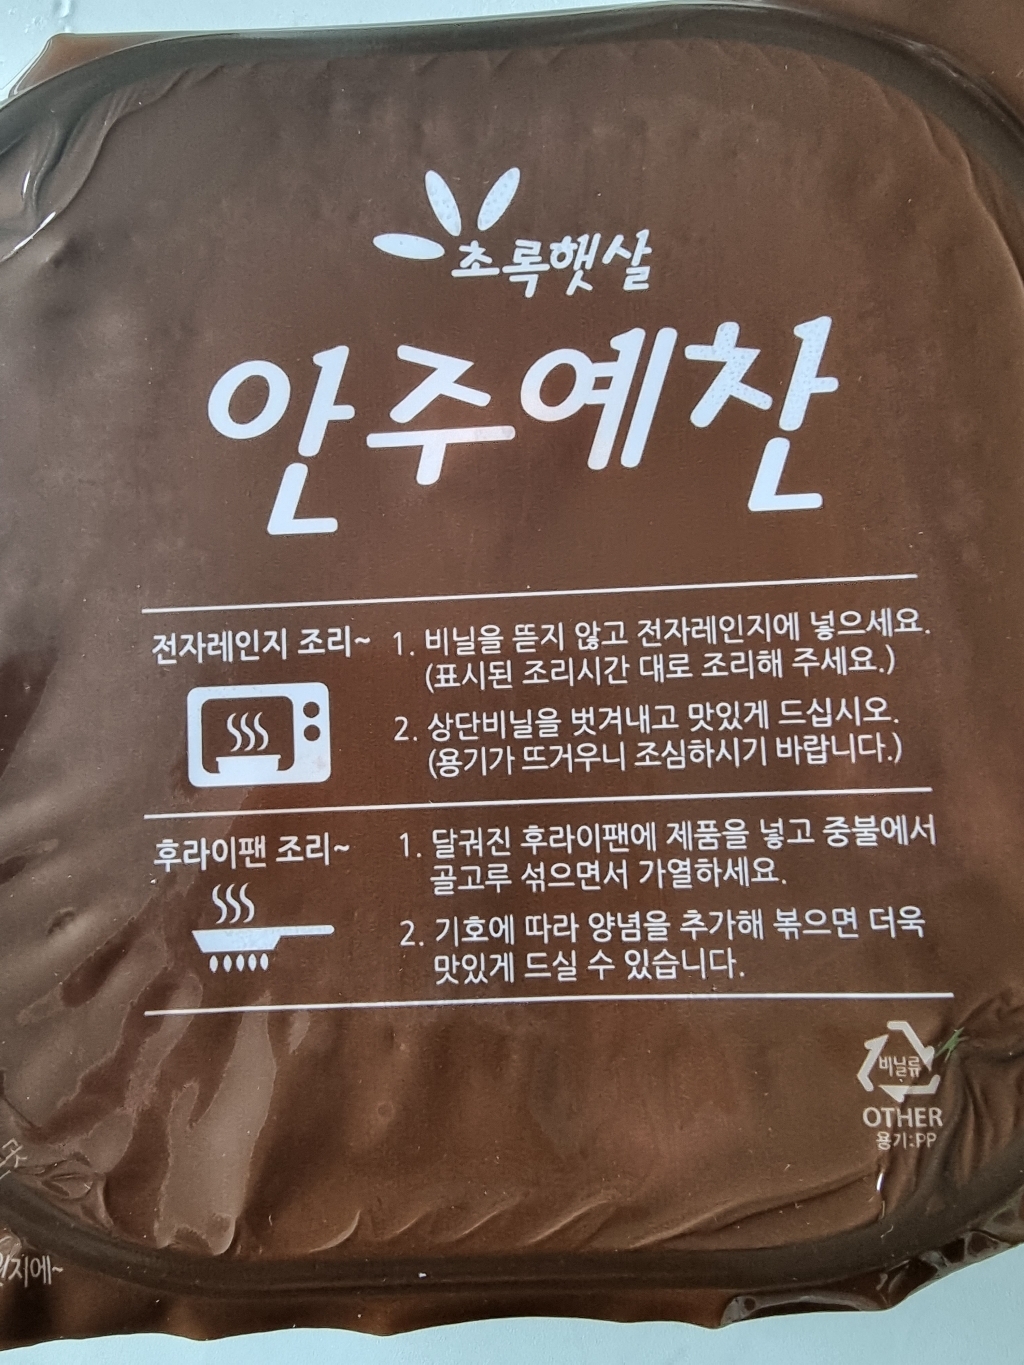 초록햇살
안주예찬
전자레인지 조리~
1. 비닐을 뜯지 않고 전자레인지에 넣으세요.
(표시된 조리시간 대로 조리해 주세요.)
2. 상단비닐을 벗겨내고 맛있게 드십시오.
(용기가 뜨거우니 조심하시기 바랍니다.)
후라이팬 조리~
1. 달궈진 후라이팬에 제품을 넣고 중불에서
골고루 섞으면서 가열하세요.
2. 기호에 따라 양념을 추가해 볶으면 더욱
맛있게 드실 수 있습니다.
비닐류
OTHER
용기:PP
지에~